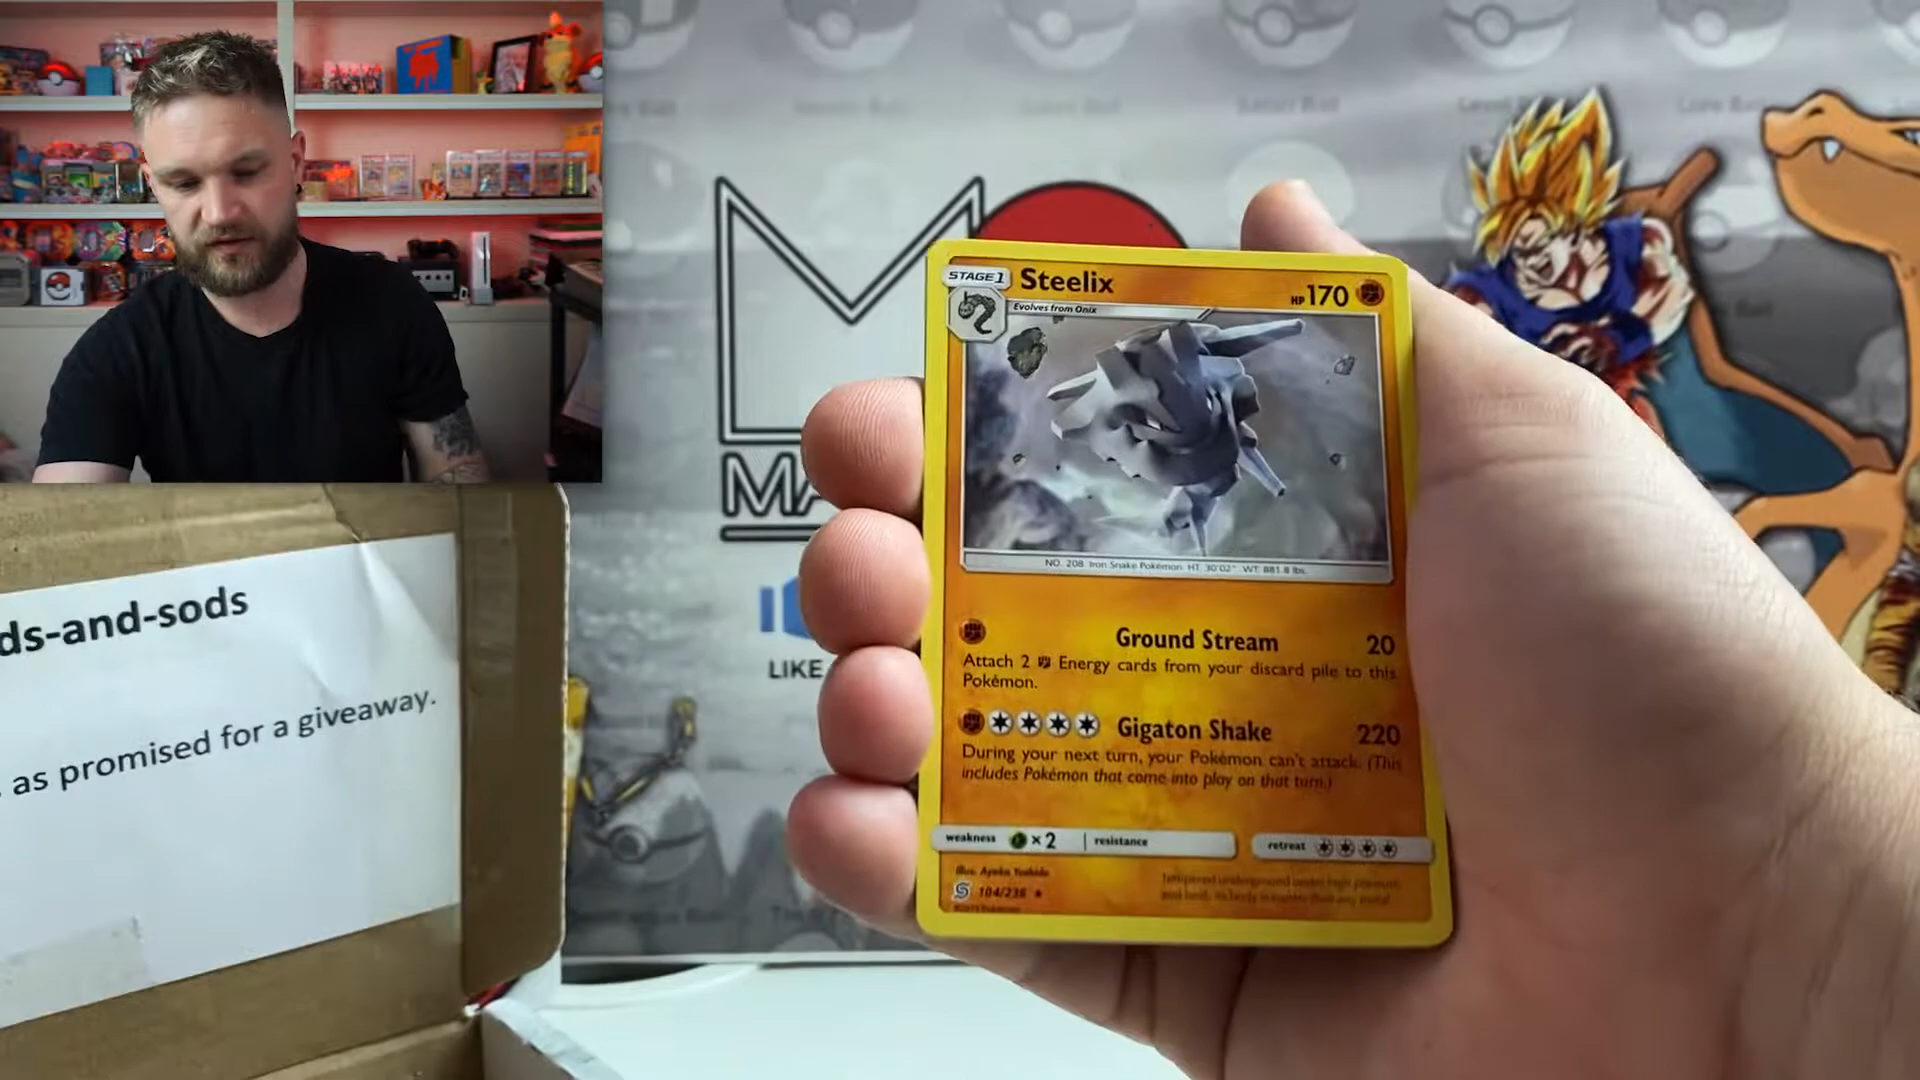 STAGE 1 Steelix HP 170
Evolves from Onix
NO. 208 Iron Snake Pokémon HT: 30'02" WT: 881.8 lbs.
Ground Stream 20
Attach 2 Energy cards from your discard pile to this
Pokémon.
Gigaton Shake 220
During your next turn, your Pokémon can't attack. (This
includes Pokémon that come into play on that turn.)
weakness ×2 resistance retreat
104/236
ds-and-sods
, as promised for a giveaway.
MA
LIKE